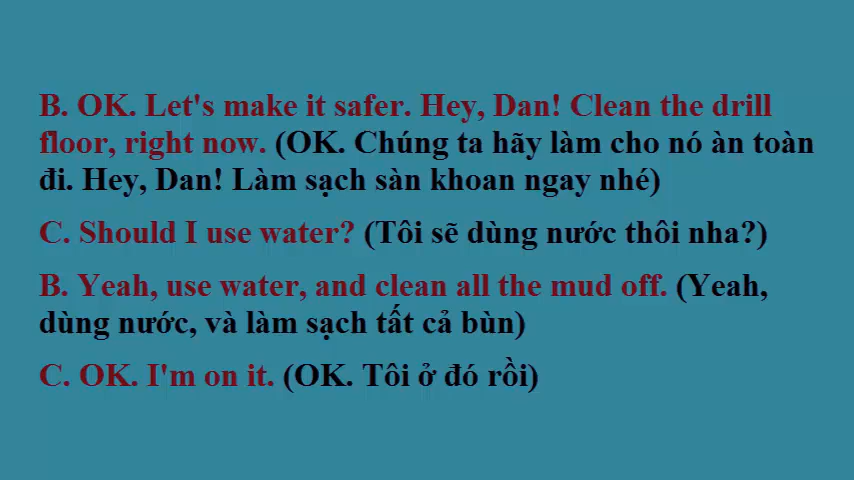 B. OK. Let's make it safer. Hey, Dan! Clean the drill
floor, right now. (OK. Chúng ta hãy làm cho nó àn toàn
đi. Hey, Dan! Làm sạch sàn khoan ngay nhé)
C. Should I use water? (Tôi sẽ dùng nước thôi nha?)
B. Yeah, use water, and clean all the mud off. (Yeah,
dùng nước, và làm sạch tất cả bùn)
C. OK. I'm on it. (OK. Tôi ở đó rồi)